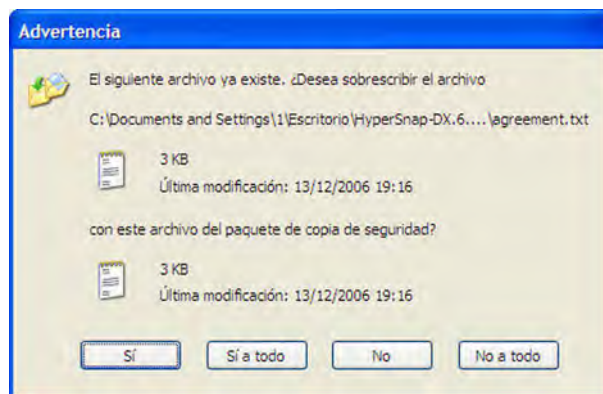 Advertencia
El siguiente archivo ya existe. ¿Desea sobrescribir el archivo
C:\Documents and Settings\1\Escritorio\HyperSnap-DX.6....\agreement.txt
3 KB
Última modificación: 13/12/2006 19:16
con este archivo del paquete de copia de seguridad?
3 KB
Última modificación: 13/12/2006 19:16
Sí Sí a todo No No a todo